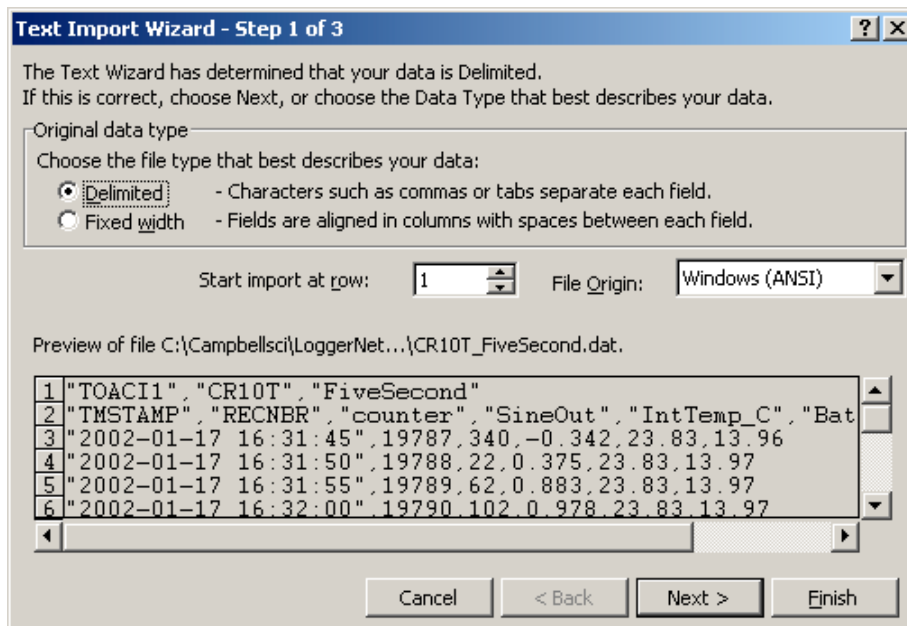 Text Import Wizard - Step 1 of 3
The Text Wizard has determined that your data is Delimited.
If this is correct, choose Next, or choose the Data Type that best describes your data.
Original data type
Choose the file type that best describes your data:
Delimited - Characters such as commas or tabs separate each field.
Fixed width - Fields are aligned in columns with spaces between each field.
Start import at row: 1 File Origin: Windows (ANSI)
Preview of file C:\Campbellsci\LoggerNet...\CR10T_FiveSecond.dat.
1 "TOACI1","CR10T","FiveSecond"
2 "TMSTAMP","RECNBR","counter","SineOut","IntTemp_C","Bat
3 "2002-01-17 16:31:45",19787,340,-0.342,23.83,13.96
4 "2002-01-17 16:31:50",19788,22,0.375,23.83,13.97
5 "2002-01-17 16:31:55",19789,62,0.883,23.83,13.97
6 "2002-01-17 16:32:00",19790,102,0.978,23.83,13.97
Cancel < Back Next > Finish